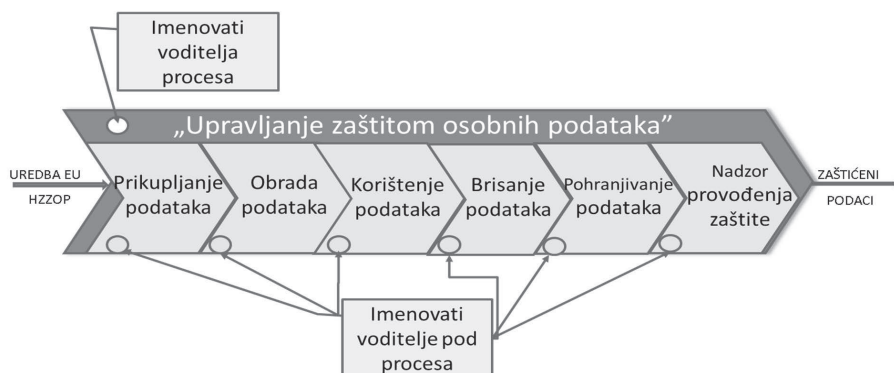 Imenovati
voditelja
procesa
„Upravljanje zaštitom osobnih podataka”
UREDBA EU
HZZOP
Prikupljanje
podataka
Obrada
podataka
Korištenje
podataka
Brisanje
podataka
Pohranjivanje
podataka
Nadzor
provođenja
zaštite
ZAŠTIĆENI
PODACI
Imenovati
voditelje pod
procesa